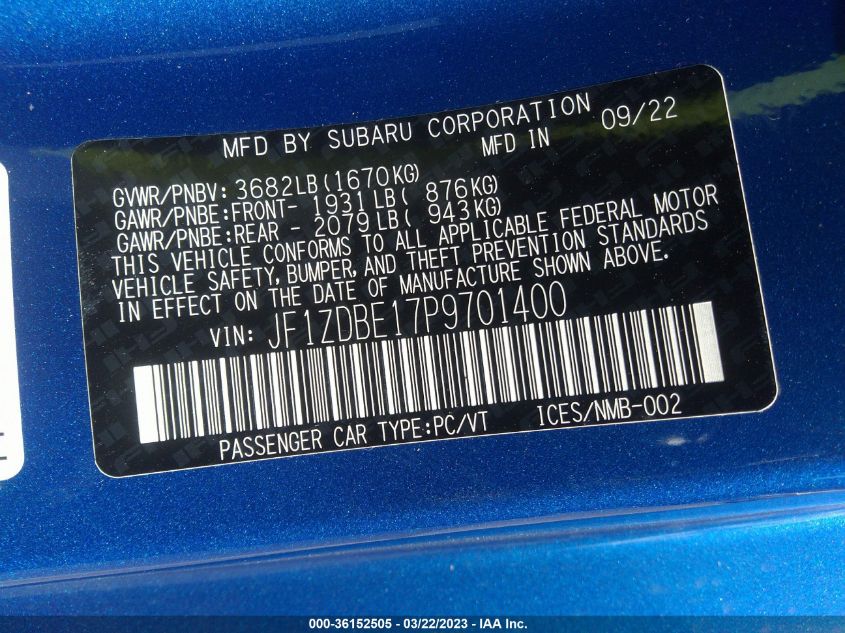 MFD BY SUBARU CORPORATION
MFD IN 09/22
GVWR/PNBV: 3682LB(1670KG)
GAWR/PNBE:FRONT- 1931LB( 876KG)
GAWR/PNBE:REAR - 2079LB( 943KG)
THIS VEHICLE CONFORMS TO ALL APPLICABLE FEDERAL MOTOR
VEHICLE SAFETY, BUMPER, AND THEFT PREVENTION STANDARDS
IN EFFECT ON THE DATE OF MANUFACTURE SHOWN ABOVE.
VIN: JF1ZDBE17P9701400
PASSENGER CAR TYPE:PC/VT ICES/NMB-002
000-36152505 - 03/22/2023 - IAA Inc.